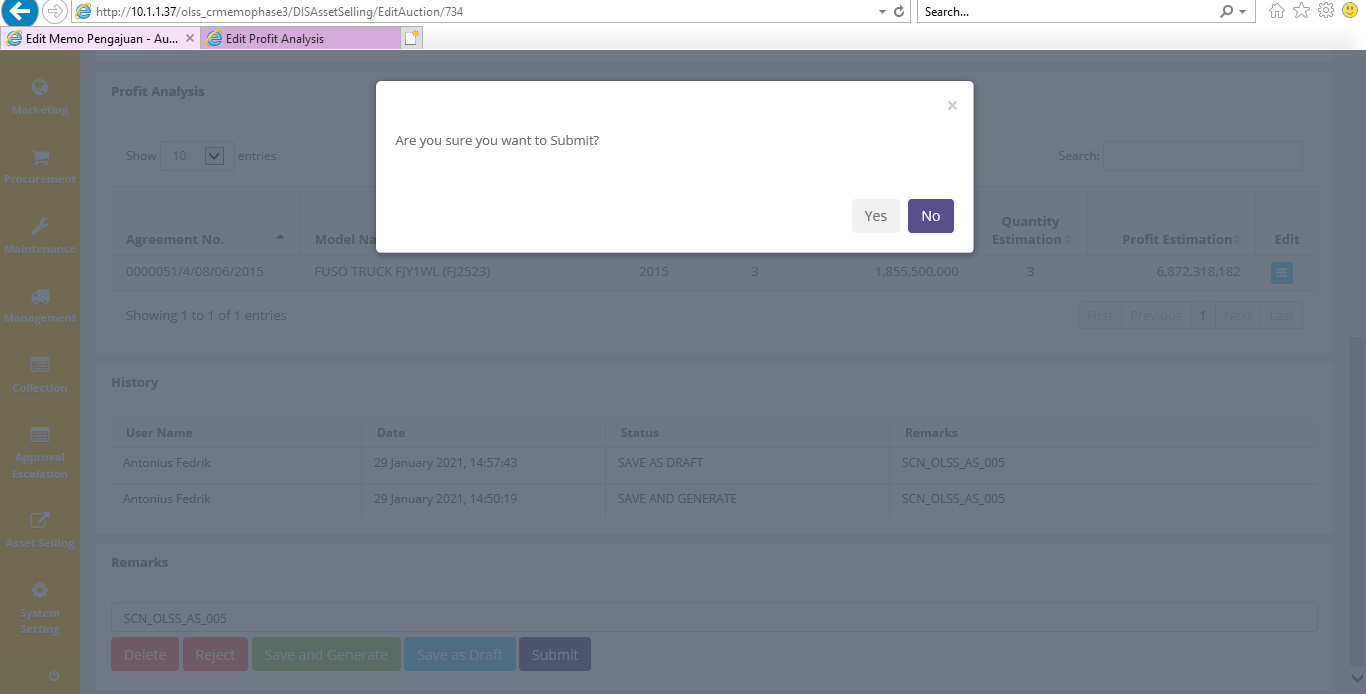 http://10.1.1.37/olss_crmemophase3/DISAssetSelling/EditAuction/734
Search...
Edit Memo Pengajuan - Au...
Edit Profit Analysis
Marketing
Procurement
Maintenance
Management
Collection
Approval
Escalation
Asset Selling
System
Setting
×
Are you sure you want to Submit?
Yes No
Profit Analysis
Show 10 entries
Search:
Agreement No. Model Na Quantity Estimation Profit Estimation Edit
0000051/4/08/06/2015 FUSO TRUCK FJY1WL (FJ2523) 2015 3 1,855,500,000 3 6,872,318,182
Showing 1 to 1 of 1 entries
First Previous 1 Next Last
History
User Name Date Status Remarks
Antonius Fedrik 29 January 2021, 14:57:43 SAVE AS DRAFT SCN_OLSS_AS_005
Antonius Fedrik 29 January 2021, 14:50:19 SAVE AND GENERATE SCN_OLSS_AS_005
Remarks
SCN_OLSS_AS_005
Delete Reject Save and Generate Save as Draft Submit